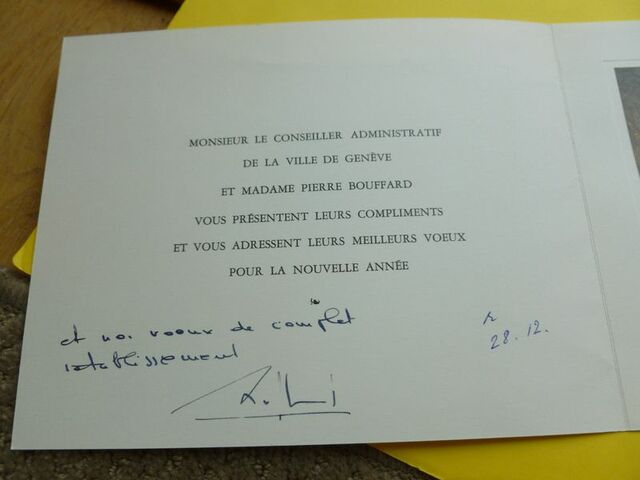 MONSIEUR LE CONSEILLER ADMINISTRATIF
DE LA VILLE DE GENÈVE
ET MADAME PIERRE BOUFFARD
VOUS PRÉSENTENT LEURS COMPLIMENTS
ET VOUS ADRESSENT LEURS MEILLEURS VOEUX
POUR LA NOUVELLE ANNÉE
et nos voeux de complet
rétablissement
28.12.